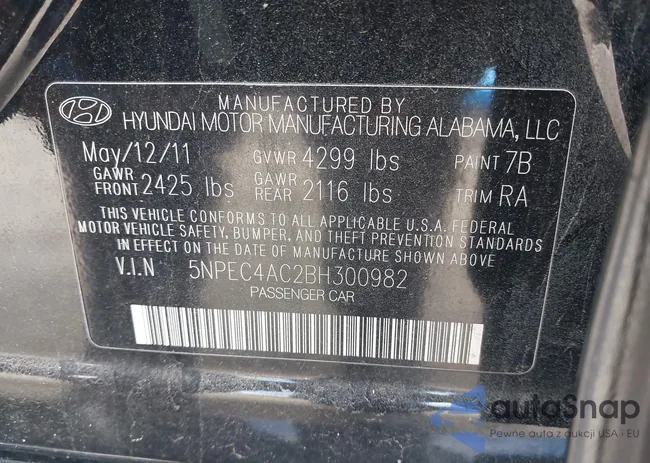 MANUFACTURED BY
HYUNDAI MOTOR MANUFACTURING ALABAMA, LLC
May/12/11 GVWR 4299 lbs PAINT 7B
GAWR FRONT 2425 lbs GAWR REAR 2116 lbs TRIM RA
THIS VEHICLE CONFORMS TO ALL APPLICABLE U.S.A. FEDERAL
MOTOR VEHICLE SAFETY, BUMPER, AND THEFT PREVENTION STANDARDS
IN EFFECT ON THE DATE OF MANUFACTURE SHOWN ABOVE
V.I.N 5NPEC4AC2BH300982
PASSENGER CAR
autaSnap
Pewne auta z aukcji USA • EU